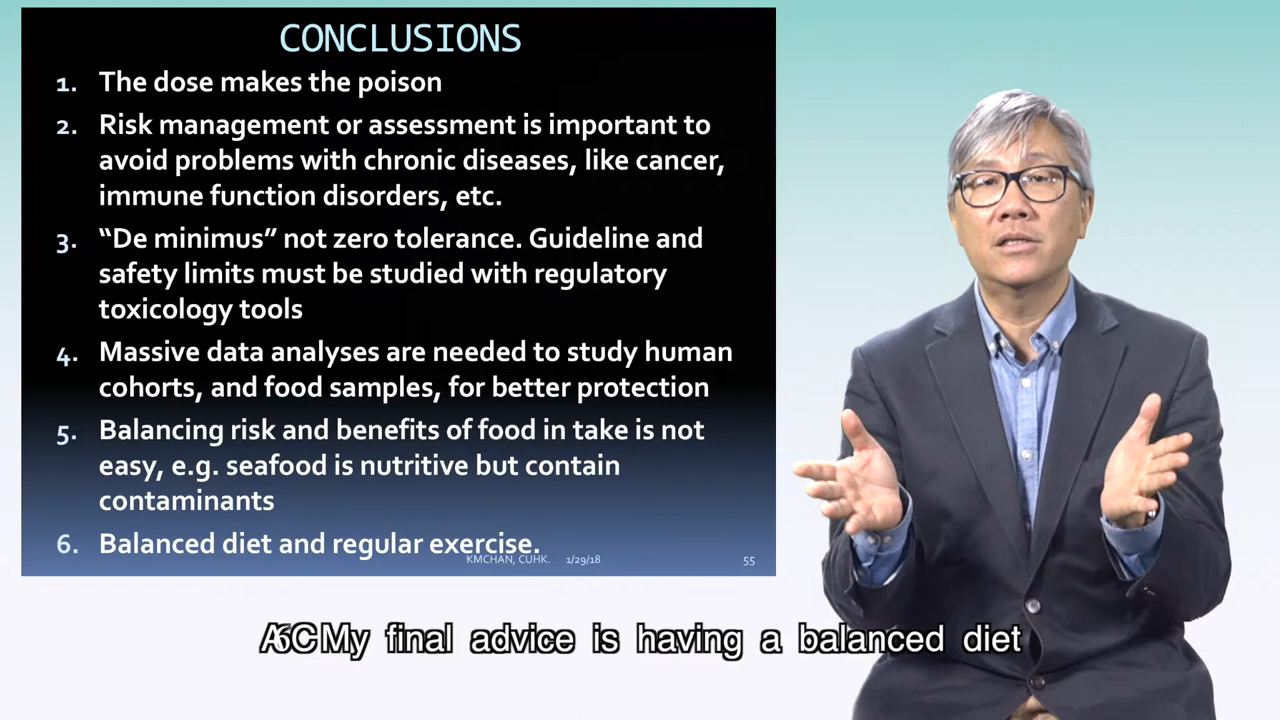 CONCLUSIONS
1. The dose makes the poison
2. Risk management or assessment is important to
avoid problems with chronic diseases, like cancer,
immune function disorders, etc.
3. “De minimus” not zero tolerance. Guideline and
safety limits must be studied with regulatory
toxicology tools
4. Massive data analyses are needed to study human
cohorts, and food samples, for better protection
5. Balancing risk and benefits of food in take is not
easy, e.g. seafood is nutritive but contain
contaminants
6. Balanced diet and regular exercise.
KMCHAN, CUHK. 1/29/18 55
My final advice is having a balanced diet